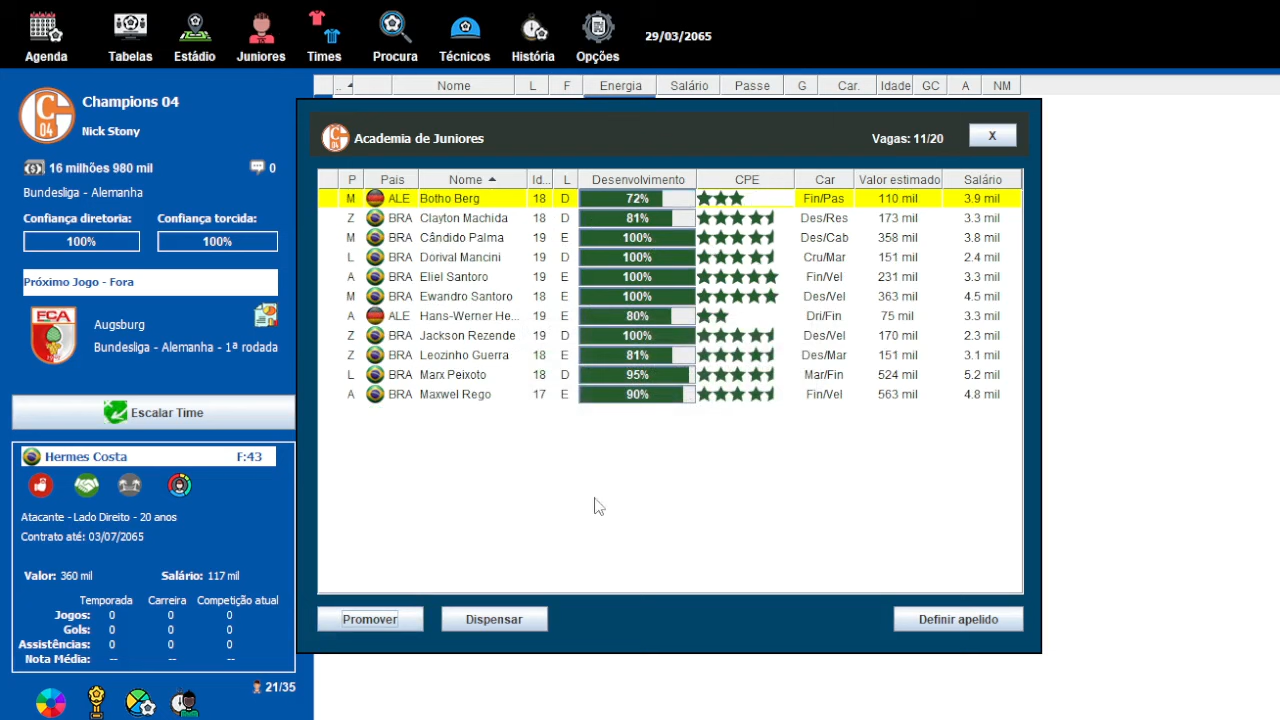 Agenda Tabelas Estádio Juniores Times Procura Técnicos História Opções 29/03/2065
Champions 04
Nick Stony
16 milhões 980 mil 0
Bundesliga - Alemanha
Confiança diretoria: Confiança torcida:
100% 100%
Próximo Jogo - Fora
FCA
Augsburg
Bundesliga - Alemanha - 1ª rodada
Escalar Time
Hermes Costa F:43
Atacante - Lado Direito - 20 anos
Contrato até: 03/07/2065
Valor: 360 mil Salário: 117 mil
Temporada Carreira Competição atual
Jogos: 0 0 0
Gols: 0 0 0
Assistências: 0 0 0
Nota Média: -- -- --
21/35
.. Nome L F Energia Salário Passe G Car. Idade GC A NM
Academia de Juniores Vagas: 11/20 X
P País Nome Id... L Desenvolvimento CPE Car Valor estimado Salário
M ALE Botho Berg 18 D 72% Fin/Pas 110 mil 3.9 mil
Z BRA Clayton Machida 18 D 81% Des/Res 173 mil 3.3 mil
M BRA Cândido Palma 19 E 100% Des/Cab 358 mil 3.8 mil
L BRA Dorival Mancini 19 D 100% Cru/Mar 151 mil 2.4 mil
A BRA Eliel Santoro 19 E 100% Fin/Vel 231 mil 3.3 mil
M BRA Ewandro Santoro 18 E 100% Des/Vel 363 mil 4.5 mil
A ALE Hans-Werner He... 19 E 80% Dri/Fin 75 mil 3.3 mil
Z BRA Jackson Rezende 19 D 100% Des/Vel 170 mil 2.3 mil
Z BRA Leozinho Guerra 18 E 81% Des/Mar 151 mil 3.1 mil
L BRA Marx Peixoto 18 D 95% Mar/Fin 524 mil 5.2 mil
A BRA Maxwel Rego 17 E 90% Fin/Vel 563 mil 4.8 mil
Promover Dispensar Definir apelido